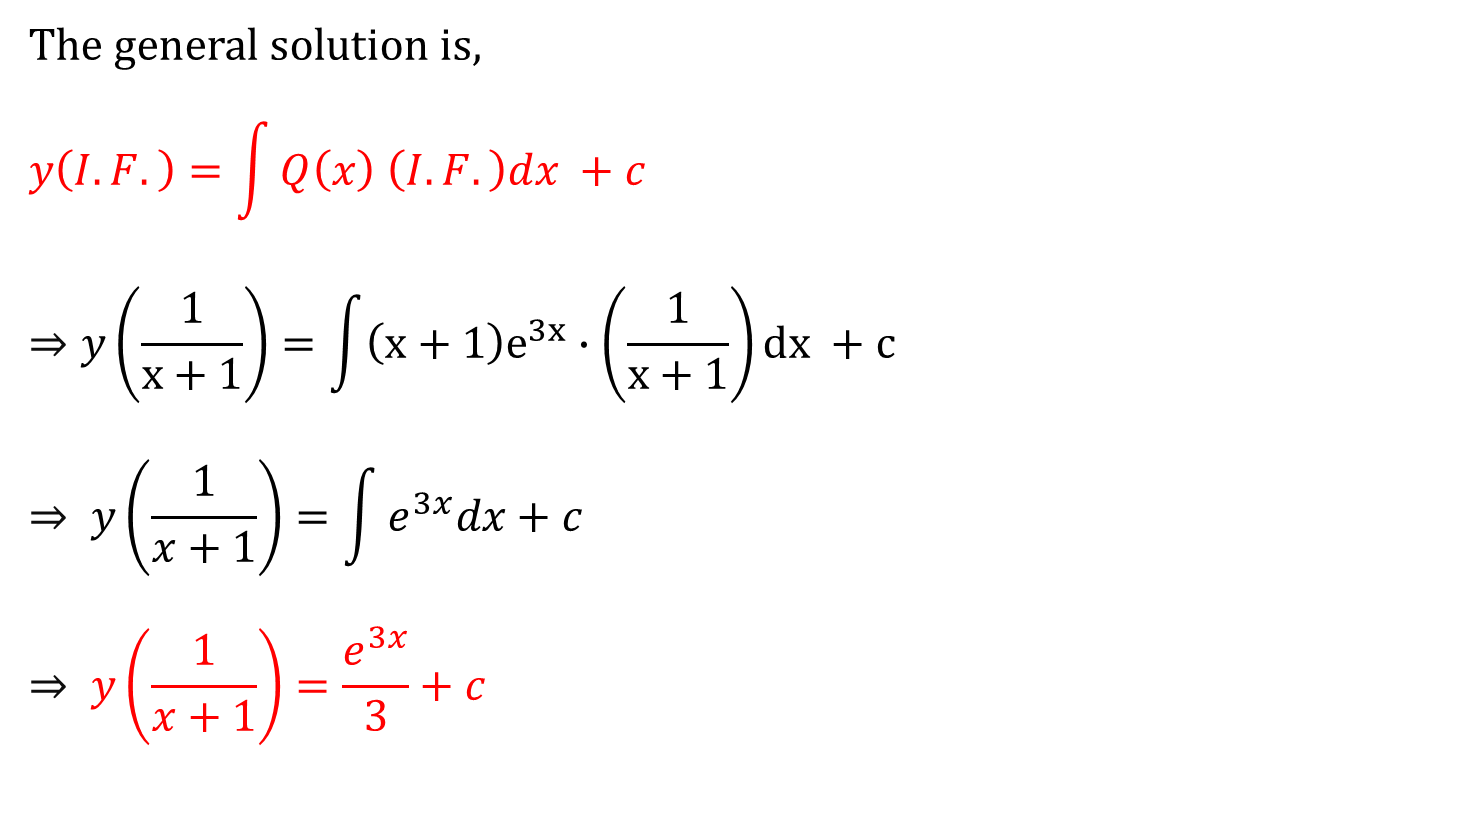 The general solution is,
y(I.F.) = ∫ Q(x) (I.F.)dx + c
⇒ y (1/(x + 1)) = ∫ (x + 1)e^{3x} · (1/(x + 1)) dx + c
⇒ y (1/(x + 1)) = ∫ e^{3x} dx + c
⇒ y (1/(x + 1)) = e^{3x}/3 + c